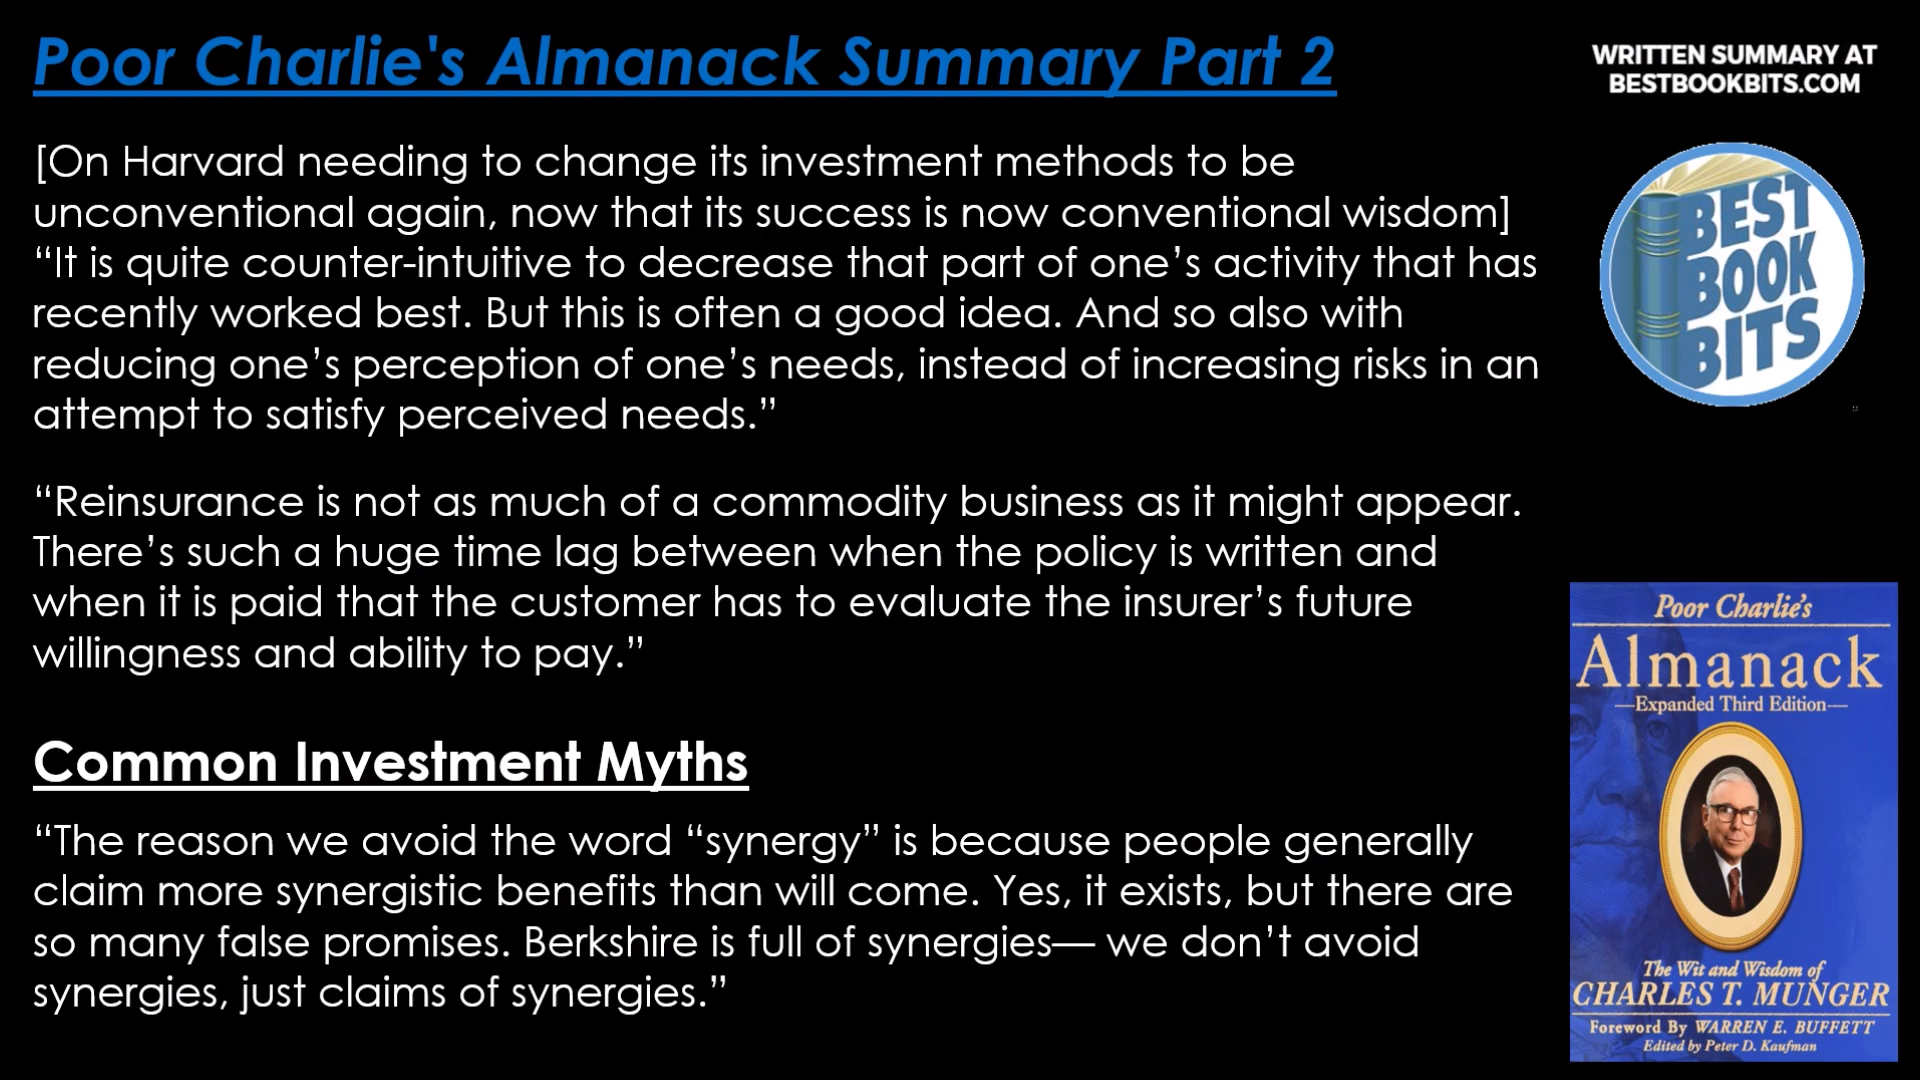 Poor Charlie's Almanack Summary Part 2
WRITTEN SUMMARY AT
BESTBOOKBITS.COM
[On Harvard needing to change its investment methods to be
unconventional again, now that its success is now conventional wisdom]
“It is quite counter-intuitive to decrease that part of one’s activity that has
recently worked best. But this is often a good idea. And so also with
reducing one’s perception of one’s needs, instead of increasing risks in an
attempt to satisfy perceived needs.”
“Reinsurance is not as much of a commodity business as it might appear.
There’s such a huge time lag between when the policy is written and
when it is paid that the customer has to evaluate the insurer’s future
willingness and ability to pay.”
Common Investment Myths
“The reason we avoid the word “synergy” is because people generally
claim more synergistic benefits than will come. Yes, it exists, but there are
so many false promises. Berkshire is full of synergies— we don’t avoid
synergies, just claims of synergies.”
BEST
BOOK
BITS
Poor Charlie's
Almanack
—Expanded Third Edition—
The Wit and Wisdom of
CHARLES T. MUNGER
Foreword By WARREN E. BUFFETT
Edited by Peter D. Kaufman